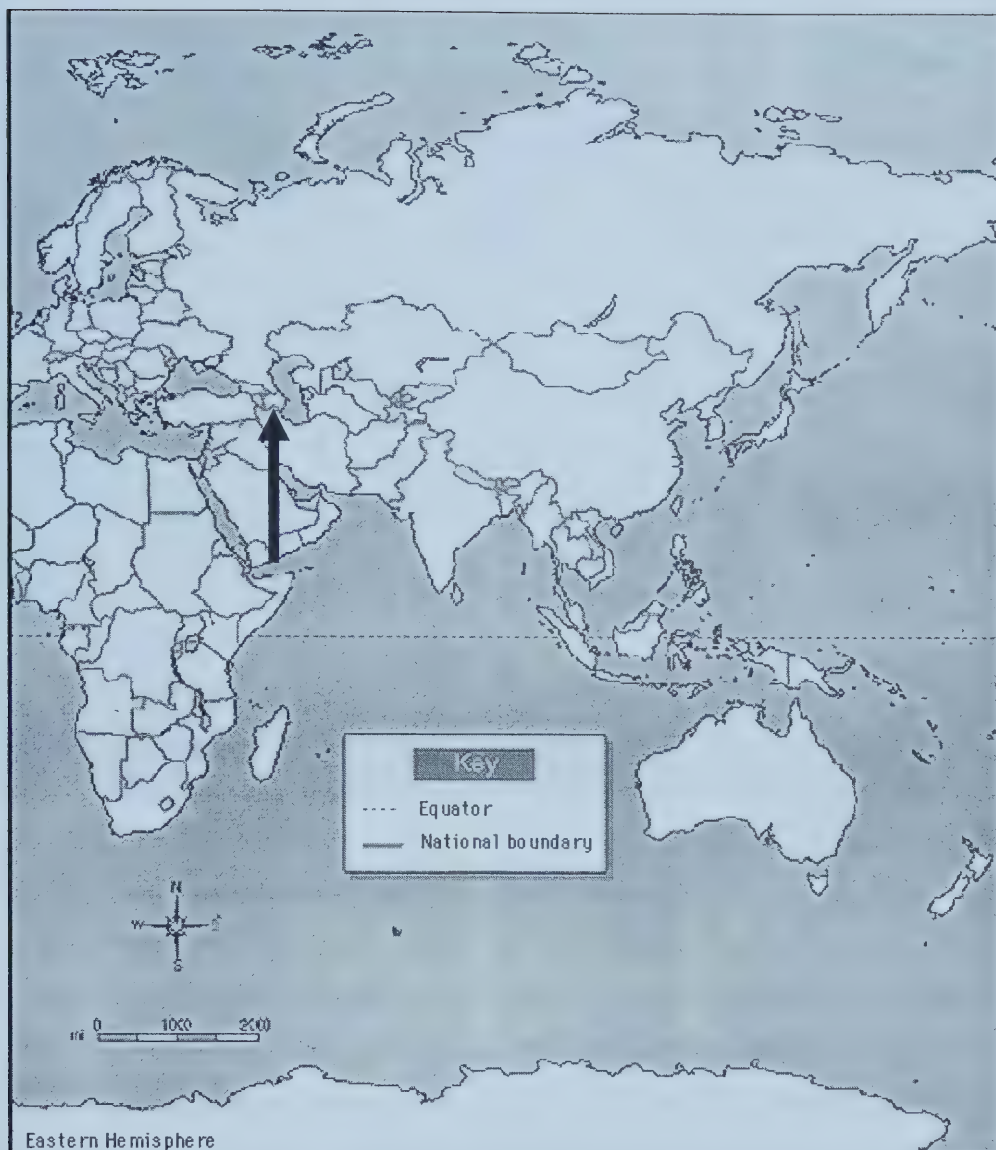 Key
Equator
National boundary
N
W
S
mi 0 1000 2000
Eastern Hemisphere